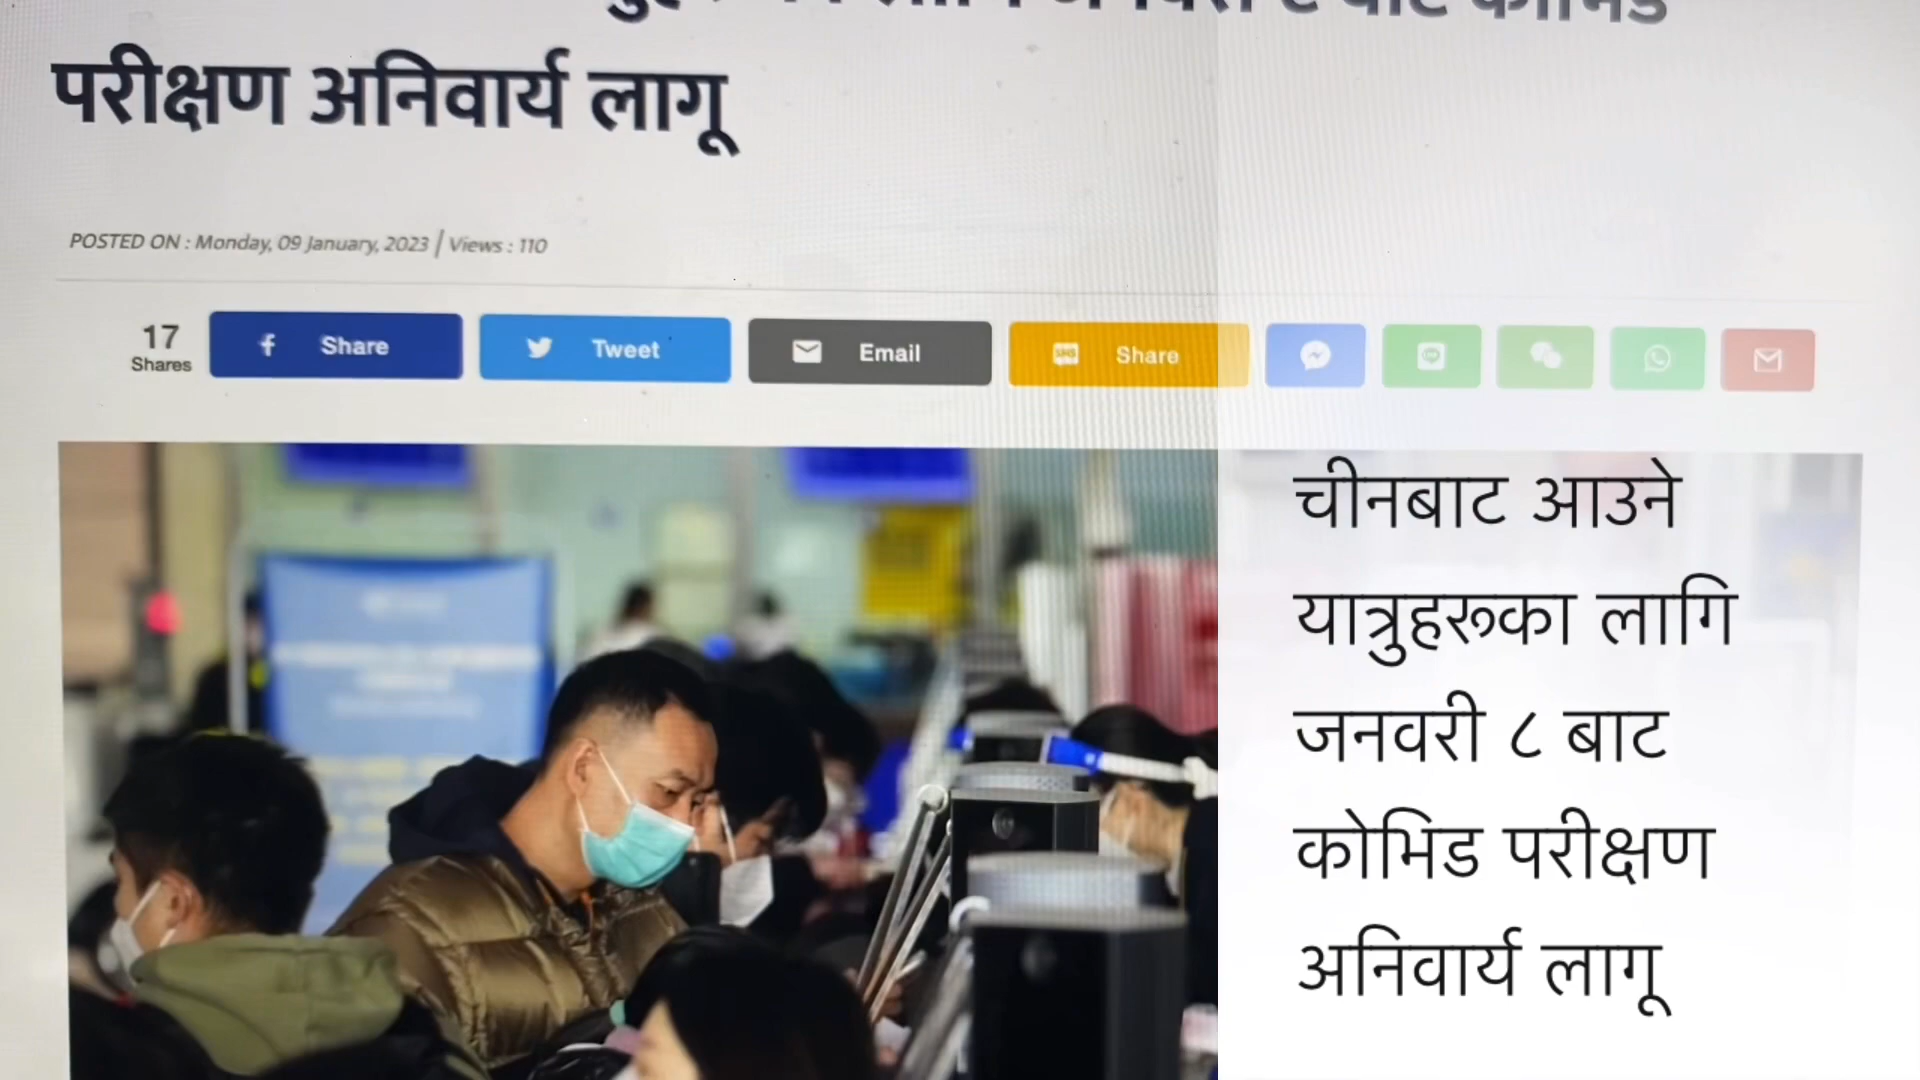 परीक्षण अनिवार्य लागू
POSTED ON : Monday, 09 January, 2023 | Views : 110
17
Shares
Share
Tweet
Email
SMS Share
चीनबाट आउने
यात्रुहरूका लागि
जनवरी ८ बाट
कोभिड परीक्षण
अनिवार्य लागू